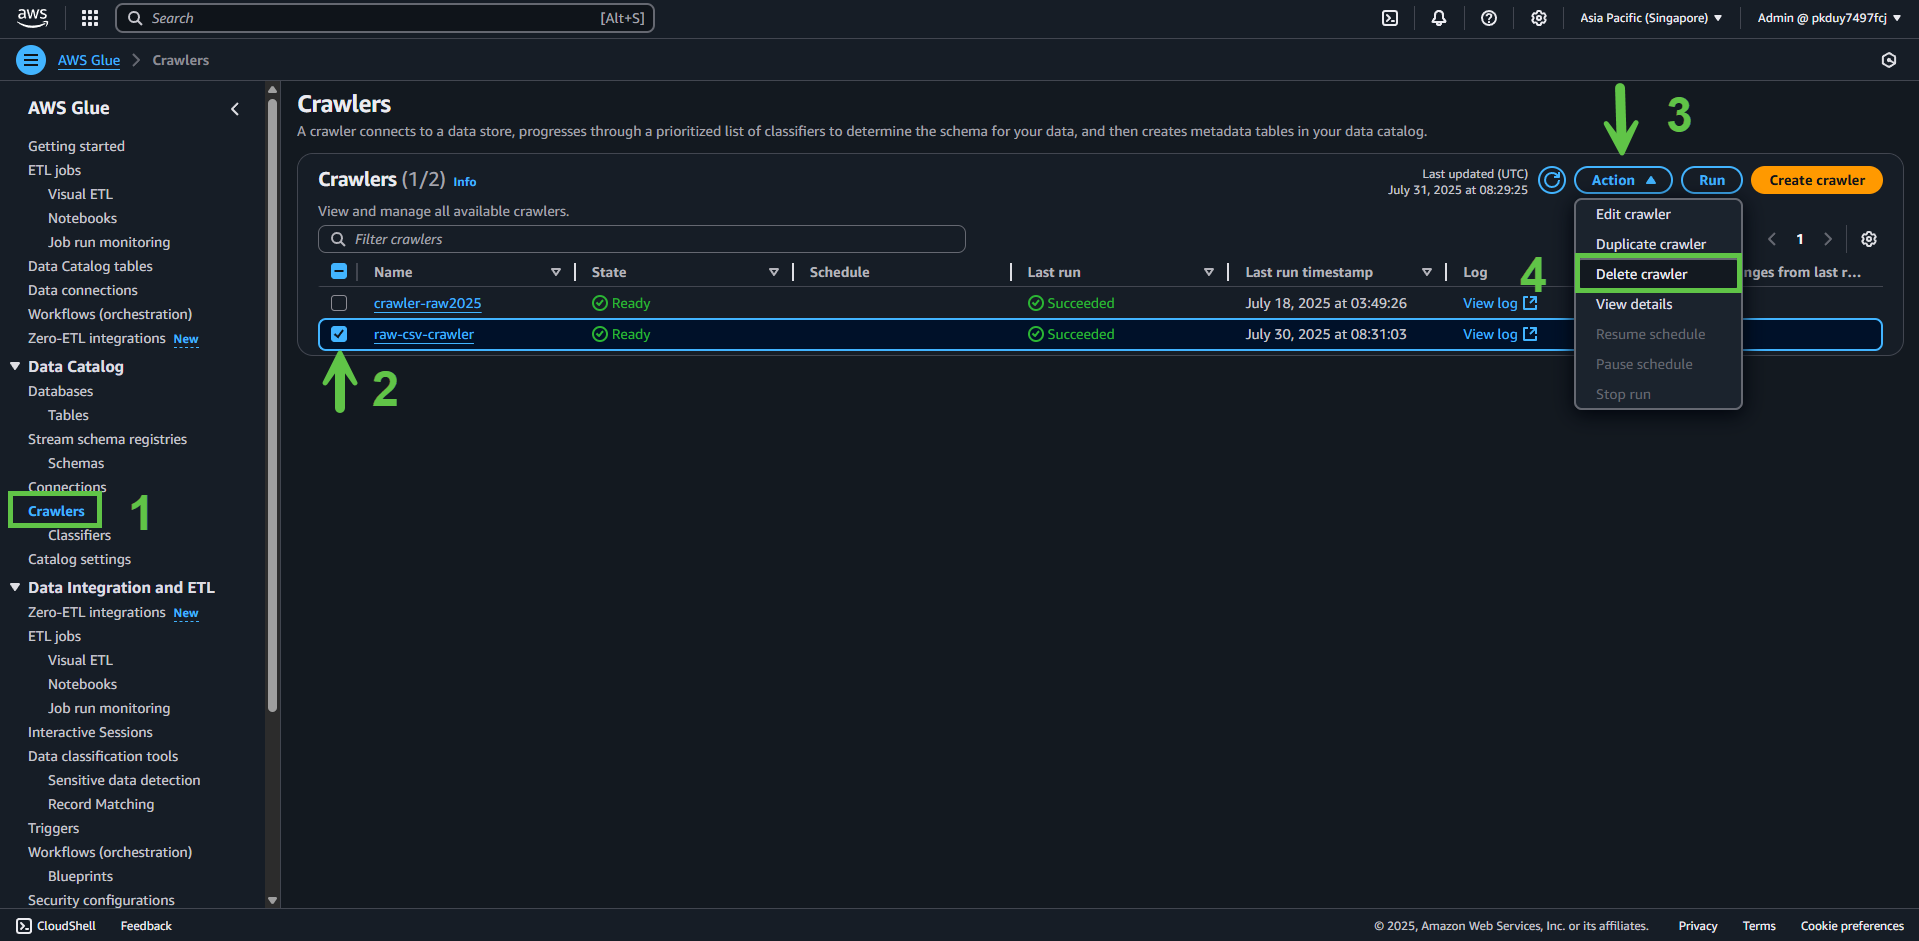 aws
Search [Alt+S]
Asia Pacific (Singapore)
Admin @ pkduy7497fcj
AWS Glue
Crawlers
AWS Glue
Getting started
ETL jobs
Visual ETL
Notebooks
Job run monitoring
Data Catalog tables
Data connections
Workflows (orchestration)
Zero-ETL integrations New
Data Catalog
Databases
Tables
Stream schema registries
Schemas
Connections
Crawlers
1
Classifiers
Catalog settings
Data Integration and ETL
Zero-ETL integrations New
ETL jobs
Visual ETL
Notebooks
Job run monitoring
Interactive Sessions
Data classification tools
Sensitive data detection
Record Matching
Triggers
Workflows (orchestration)
Blueprints
Security configurations
Crawlers
A crawler connects to a data store, progresses through a prioritized list of classifiers to determine the schema for your data, and then creates metadata tables in your data catalog.
3
Crawlers (1/2) Info
Last updated (UTC)
July 31, 2025 at 08:29:25
Action
Run
Create crawler
View and manage all available crawlers.
Filter crawlers
1
Edit crawler
Duplicate crawler
4
Delete crawler
View details
Resume schedule
Pause schedule
Stop run
Name State Schedule Last run Last run timestamp Log nges from last r...
crawler-raw2025 Ready Succeeded July 18, 2025 at 03:49:26 View log
raw-csv-crawler Ready Succeeded July 30, 2025 at 08:31:03 View log
2
CloudShell Feedback
© 2025, Amazon Web Services, Inc. or its affiliates. Privacy Terms Cookie preferences